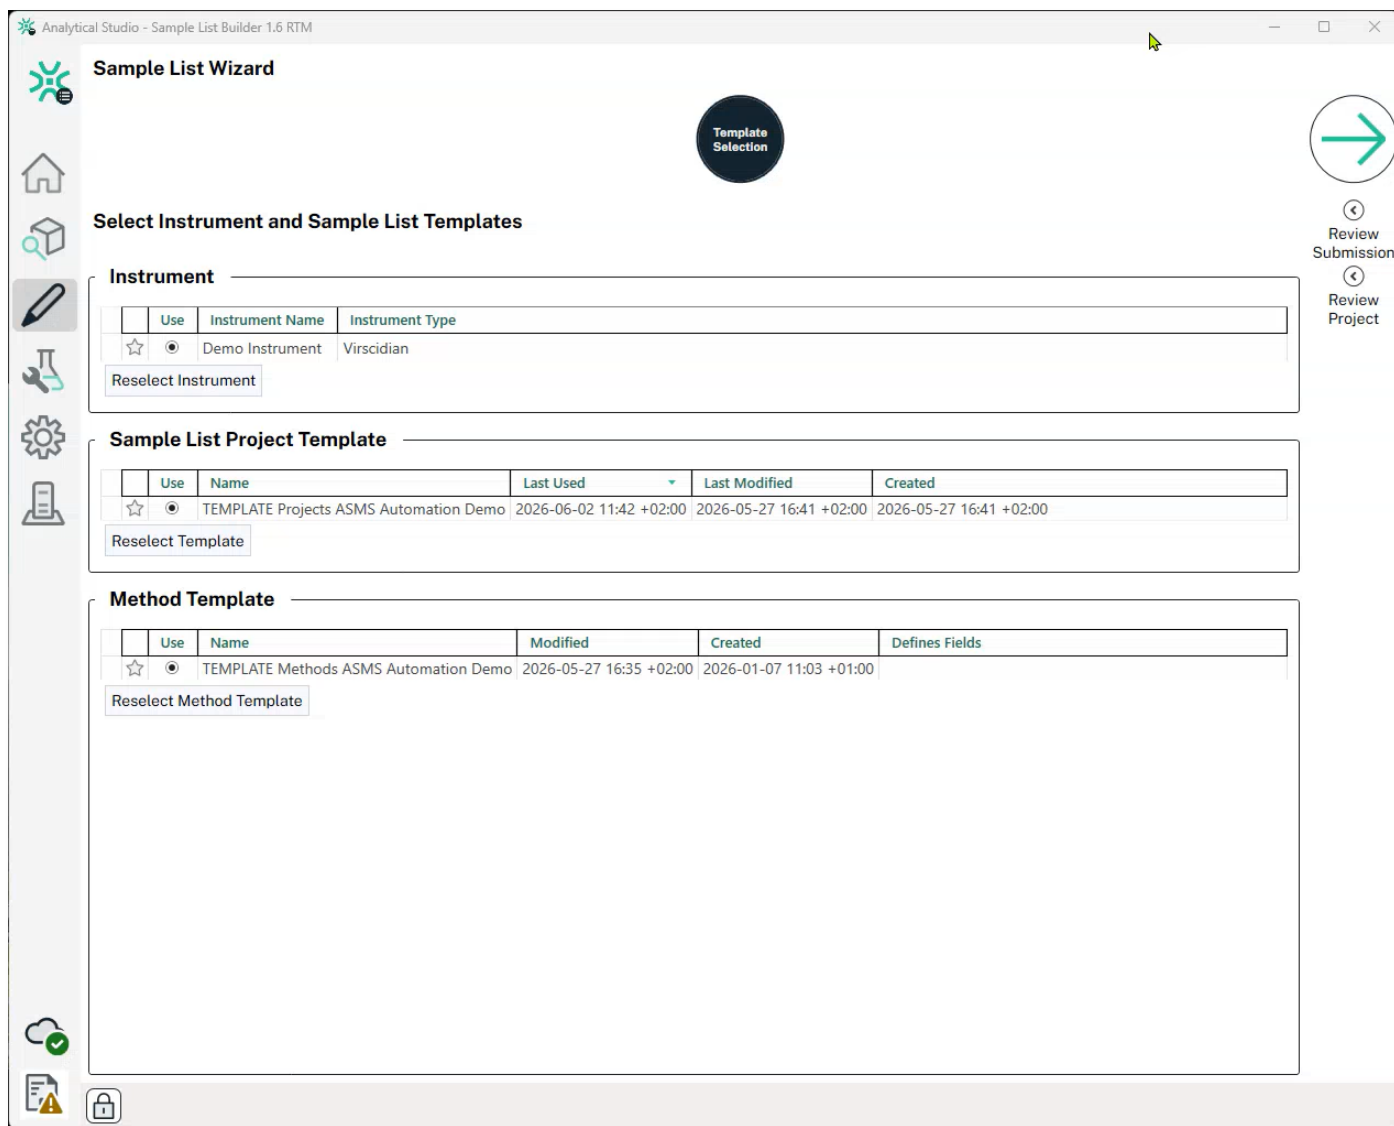 Analytical Studio - Sample List Builder 1.6 RTM
Sample List Wizard
Template
Selection
Review
Submission
Review
Project
Select Instrument and Sample List Templates
Instrument
Use Instrument Name Instrument Type
Demo Instrument Virscidian
Reselect Instrument
Sample List Project Template
Use Name Last Used Last Modified Created
TEMPLATE Projects ASMS Automation Demo 2026-06-02 11:42 +02:00 2026-05-27 16:41 +02:00 2026-05-27 16:41 +02:00
Reselect Template
Method Template
Use Name Modified Created Defines Fields
TEMPLATE Methods ASMS Automation Demo 2026-05-27 16:35 +02:00 2026-01-07 11:03 +01:00
Reselect Method Template